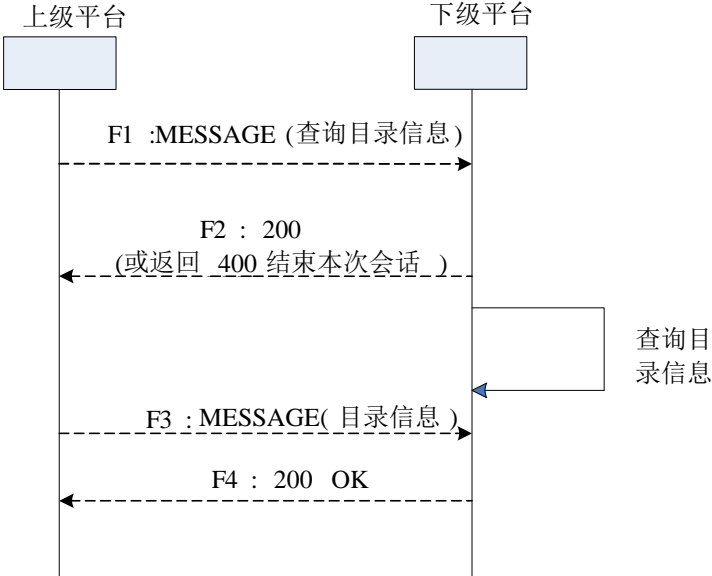 上级平台
下级平台
F1 :MESSAGE (查询目录信息)
F2 : 200
(或返回 400 结束本次会话 )
查询目
录信息
F3 : MESSAGE( 目录信息 )
F4 : 200 OK